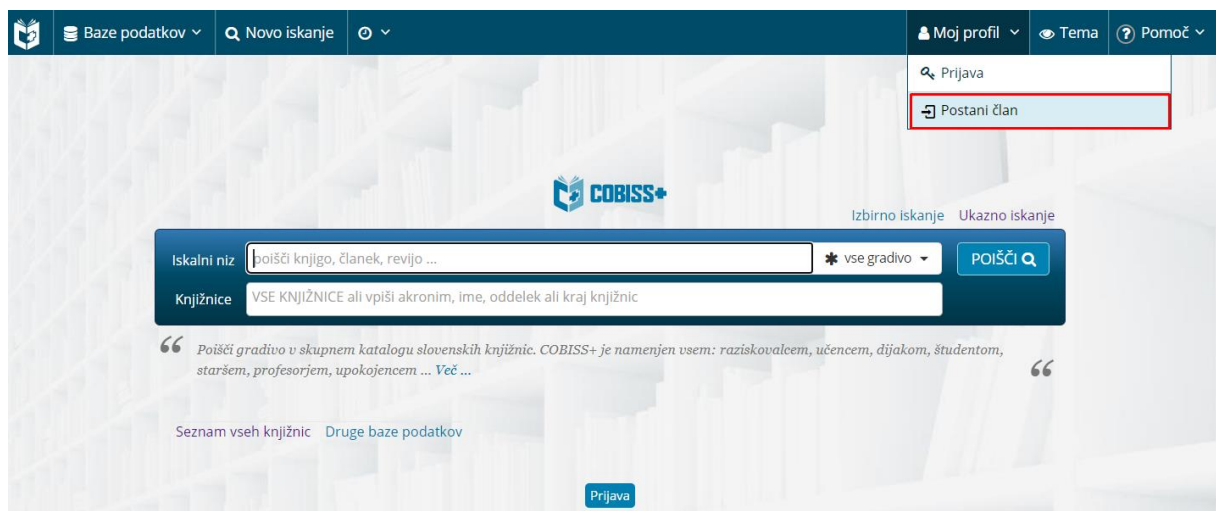 Baze podatkov Novo iskanje Moj profil Tema Pomoč
Prijava
Postani član
COBISS+
Izbirno iskanje Ukazno iskanje
Iskalni niz poišči knjigo, članek, revijo ... vse gradivo POIŠČI
Knjižnice VSE KNJIŽNICE ali vpiši akronim, ime, oddelek ali kraj knjižnic
Poišči gradivo v skupnem katalogu slovenskih knjižnic. COBISS+ je namenjen vsem: raziskovalcem, učencem, dijakom, študentom,
staršem, profesorjem, upokojencem ... Več ...
Seznam vseh knjižnic Druge baze podatkov
Prijava